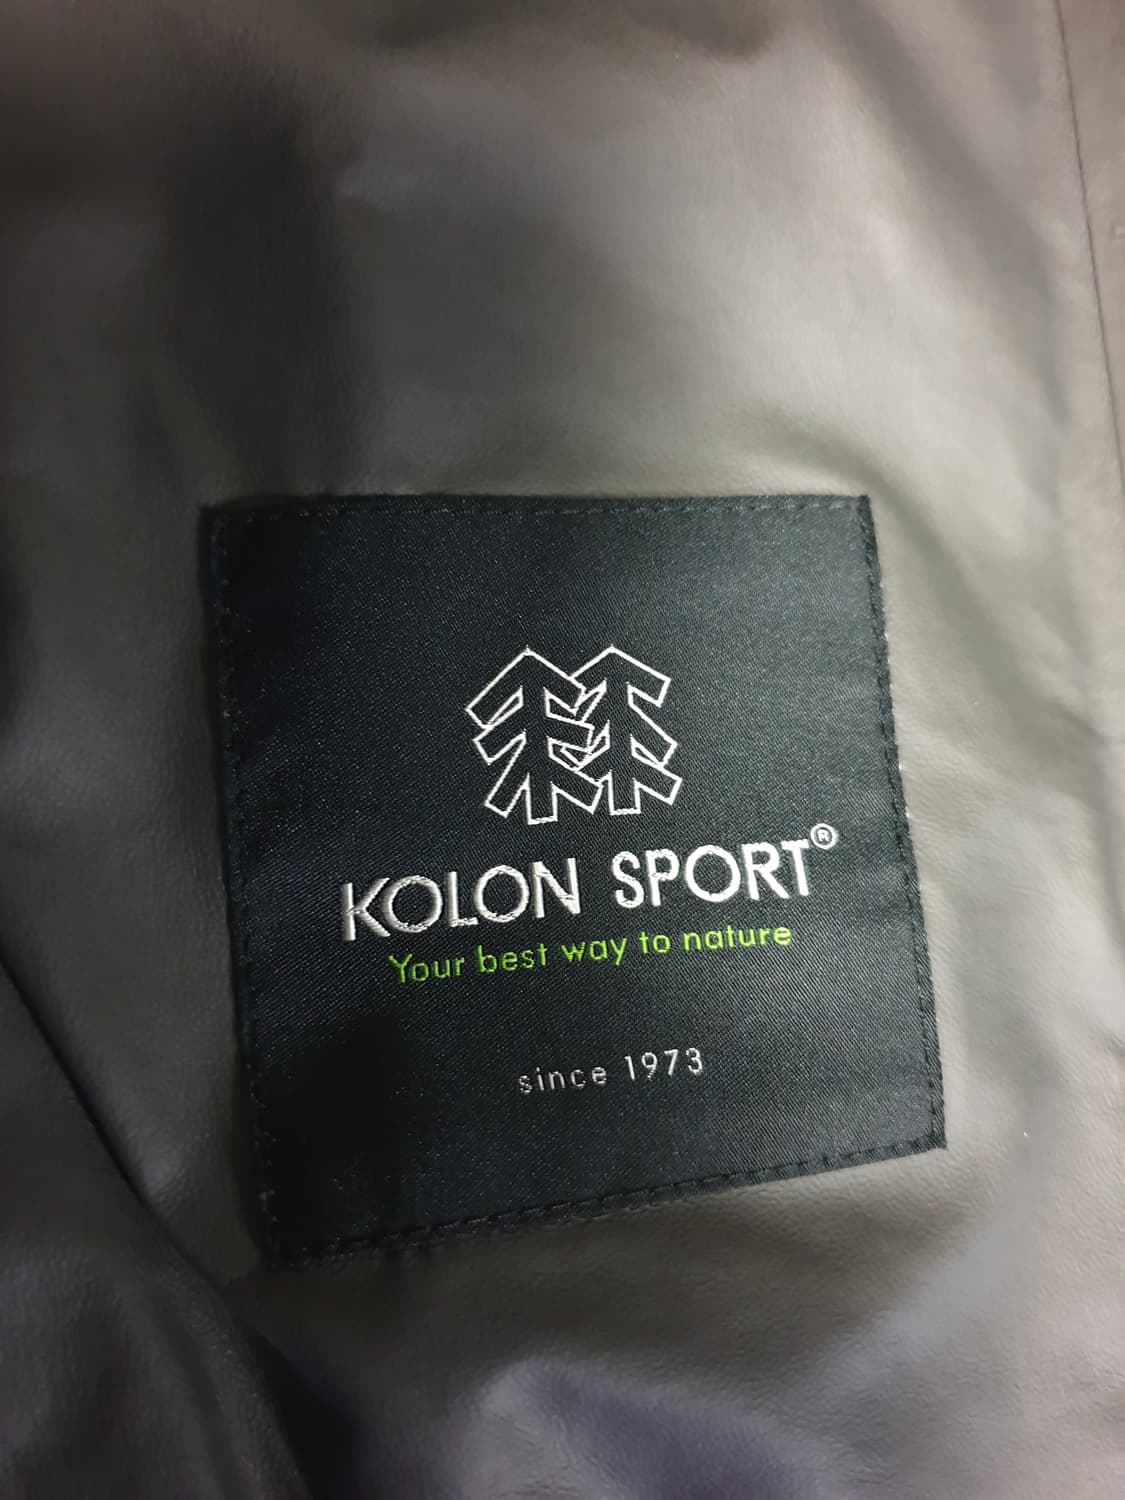 KOLON SPORT®
Your best way to nature
since 1973